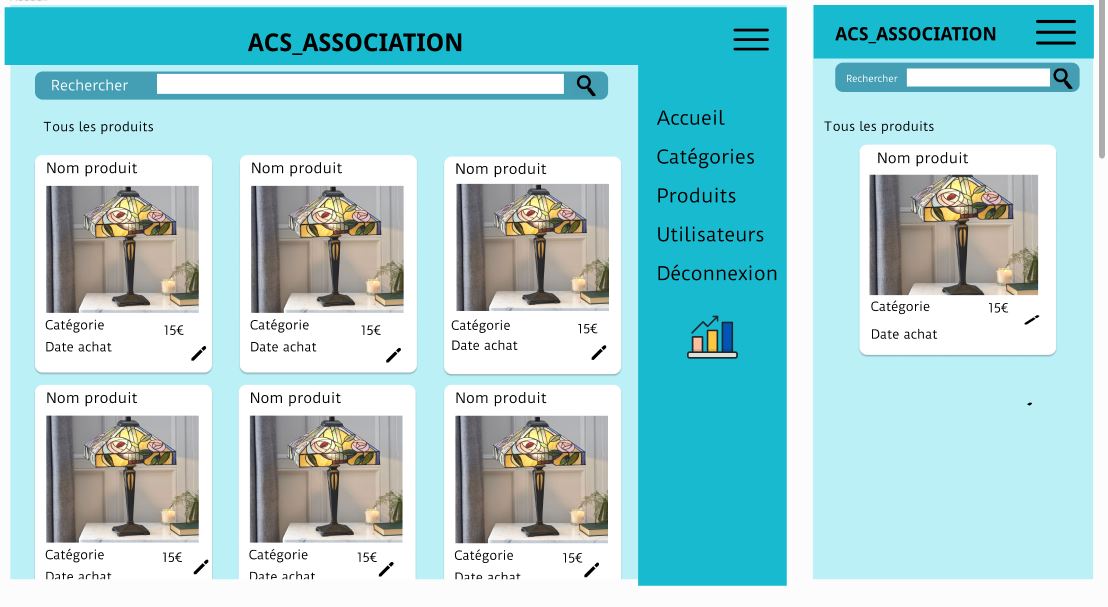 ACS_ASSOCIATION
Rechercher
Tous les produits
Nom produit
Catégorie
15€
Date achat
Nom produit
Catégorie
15€
Date achat
Nom produit
Catégorie
15€
Date achat
Nom produit
Catégorie
15€
Date achat
Nom produit
Catégorie
15€
Date achat
Nom produit
Catégorie
15€
Date achat
Accueil
Catégories
Produits
Utilisateurs
Déconnexion
ACS_ASSOCIATION
Rechercher
Tous les produits
Nom produit
Catégorie
15€
Date achat